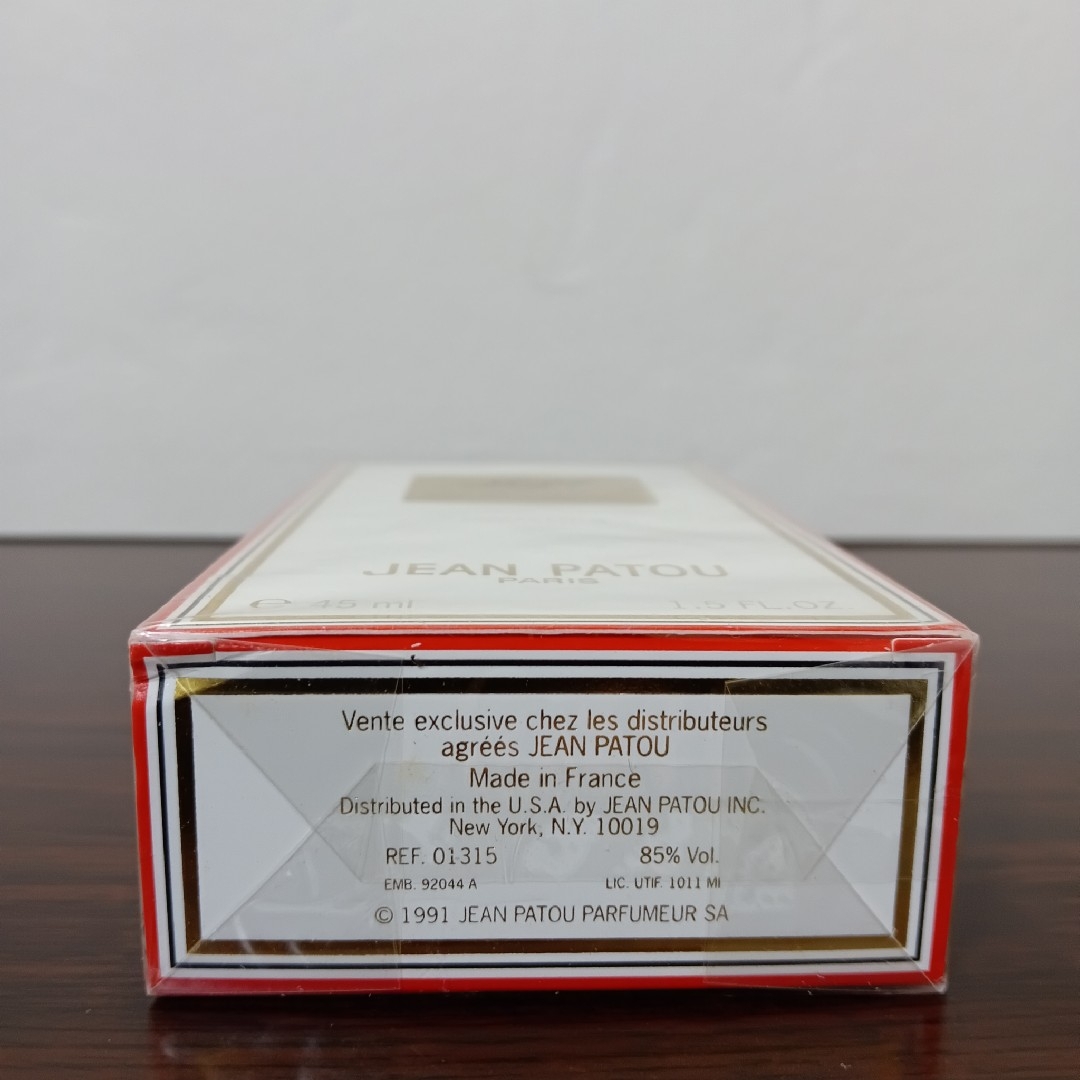 JEAN PATOU
PARIS
℮ 45 ml 1,5 FL.OZ
Vente exclusive chez les distributeurs
agréés JEAN PATOU
Made in France
Distributed in the U.S.A. by JEAN PATOU INC.
New York, N.Y. 10019
REF. 01315 85% Vol.
EMB. 92044 A LIC. UTIF. 1011 MI
© 1991 JEAN PATOU PARFUMEUR SA